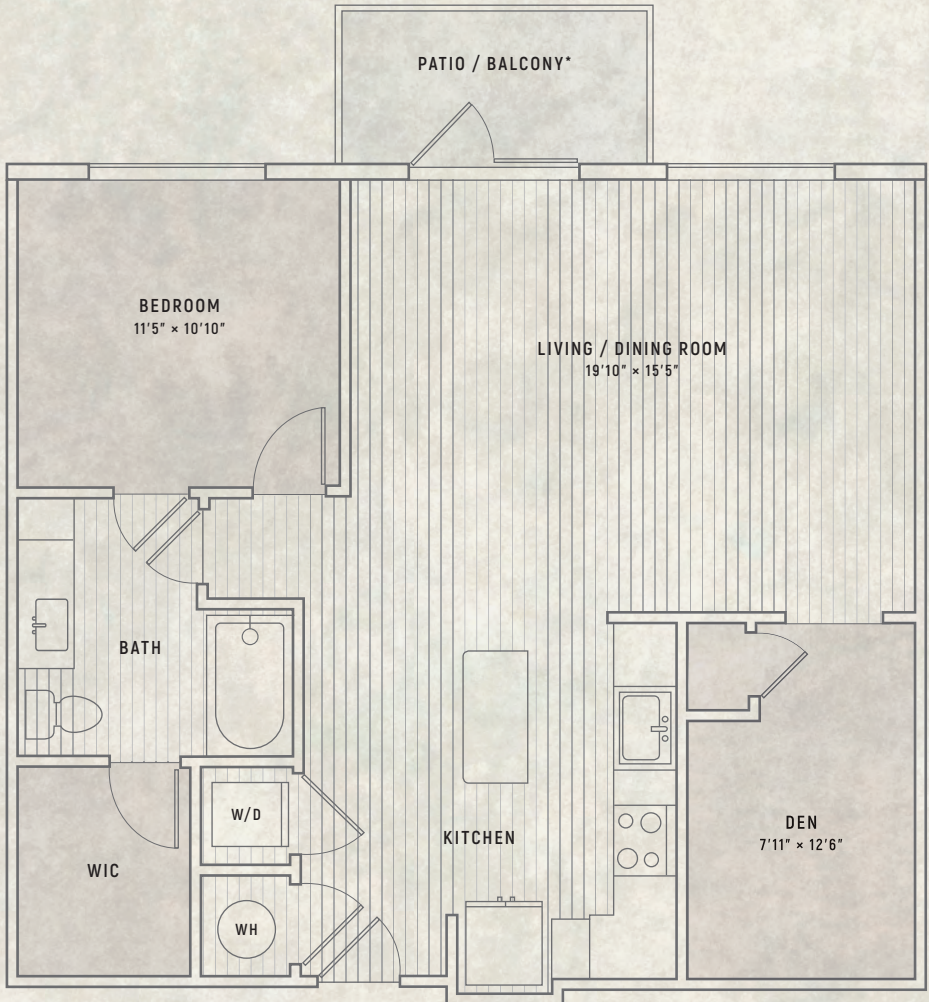 PATIO / BALCONY*
BEDROOM
11'5" × 10'10"
LIVING / DINING ROOM
19'10" × 15'5"
BATH
W/D
KITCHEN
DEN
7'11" × 12'6"
WIC
WH